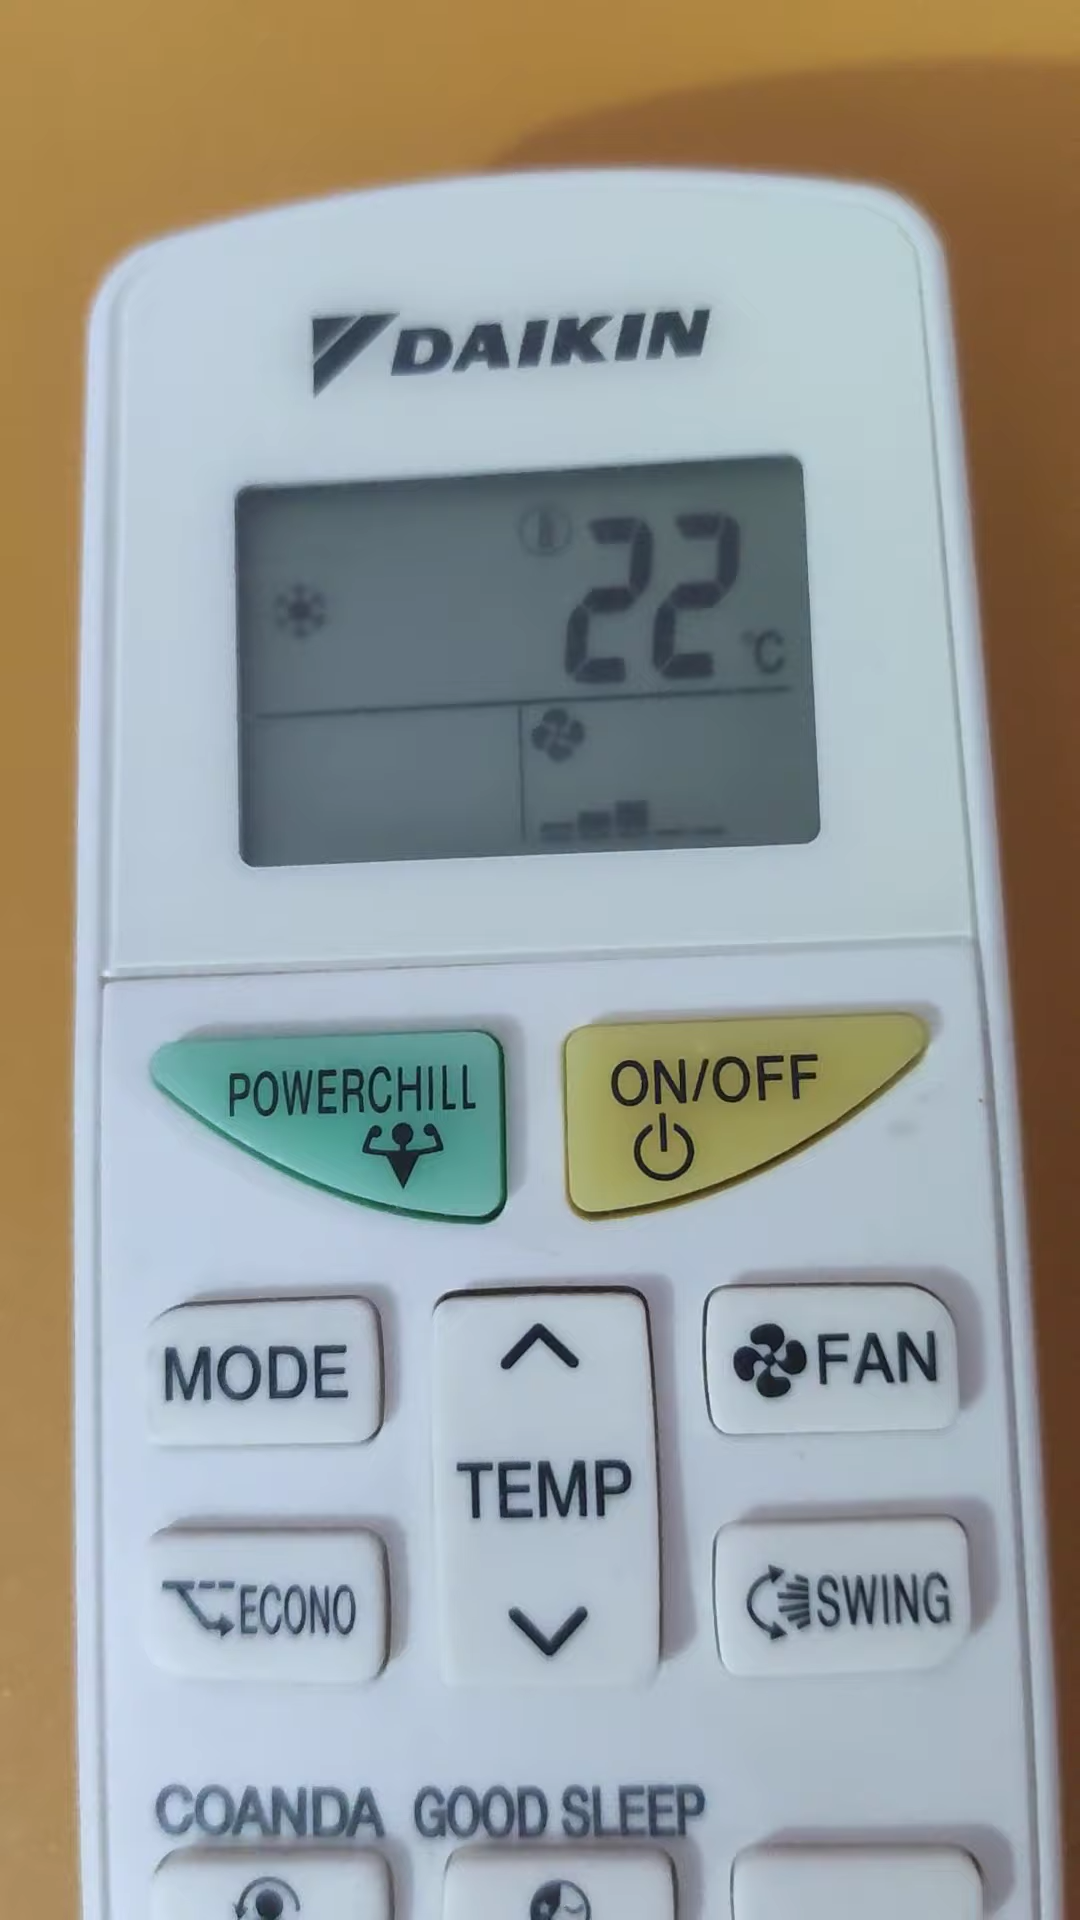 DAIKIN
22 °C
POWERCHILL
ON/OFF
MODE
FAN
TEMP
ECONO
SWING
COANDA GOOD SLEEP